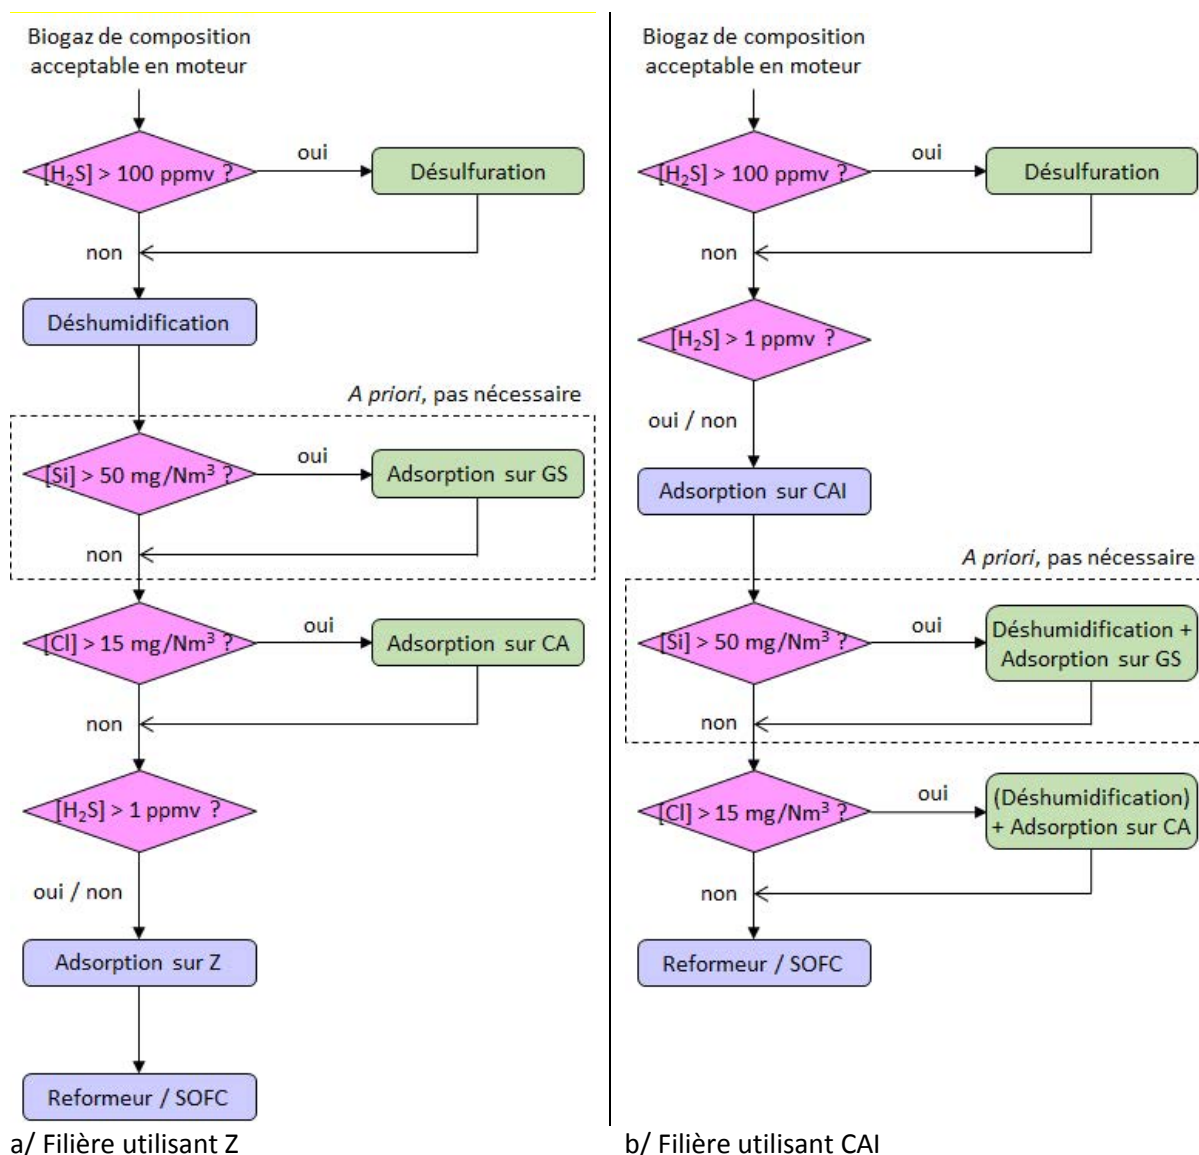 Biogaz de composition
acceptable en moteur
[H₂S] > 100 ppmv ?
oui
Désulfuration
non
Déshumidification
A priori, pas nécessaire
[Si] > 50 mg/Nm³ ?
oui
Adsorption sur GS
non
[Cl] > 15 mg/Nm³ ?
oui
Adsorption sur CA
non
[H₂S] > 1 ppmv ?
oui / non
Adsorption sur Z
Reformeur / SOFC
a/ Filière utilisant Z
Biogaz de composition
acceptable en moteur
[H₂S] > 100 ppmv ?
oui
Désulfuration
non
[H₂S] > 1 ppmv ?
oui / non
Adsorption sur CAI
A priori, pas nécessaire
[Si] > 50 mg/Nm³ ?
oui
Déshumidification +
Adsorption sur GS
non
[Cl] > 15 mg/Nm³ ?
oui
(Déshumidification)
+ Adsorption sur CA
non
Reformeur / SOFC
b/ Filière utilisant CAI